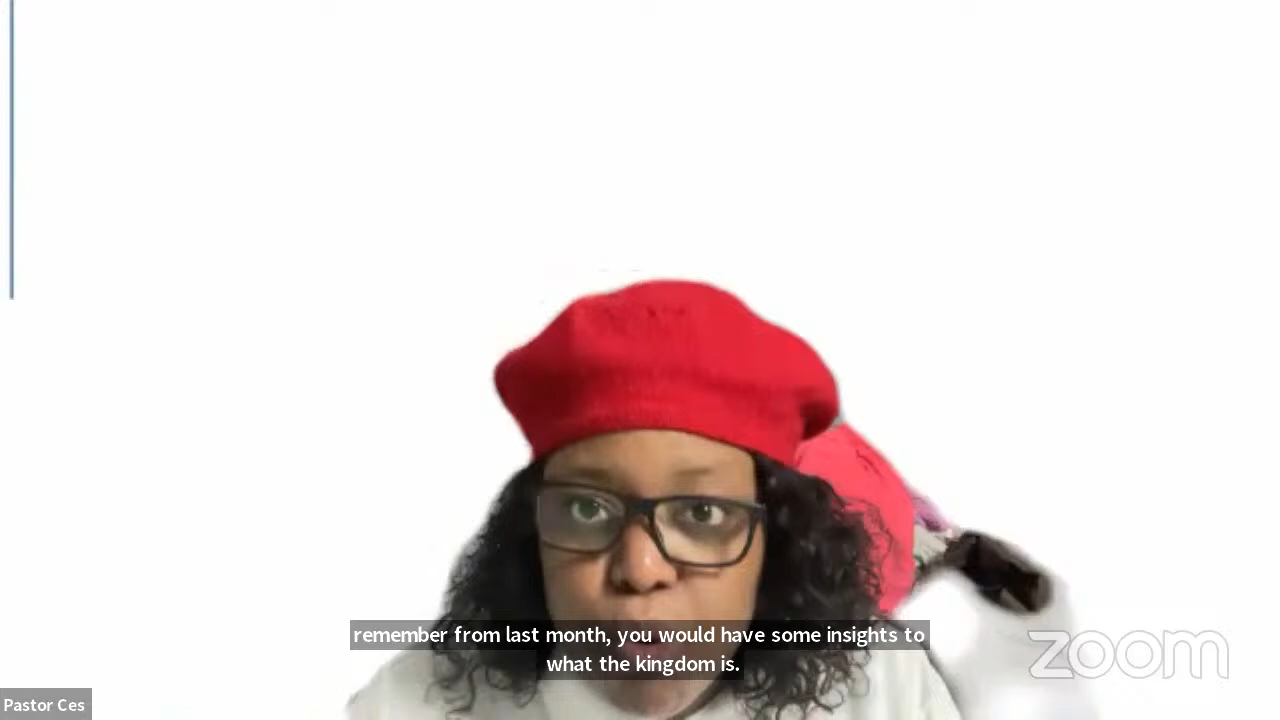 remember from last month, you would have some insights to
what the kingdom is.
zoom
Pastor Ces